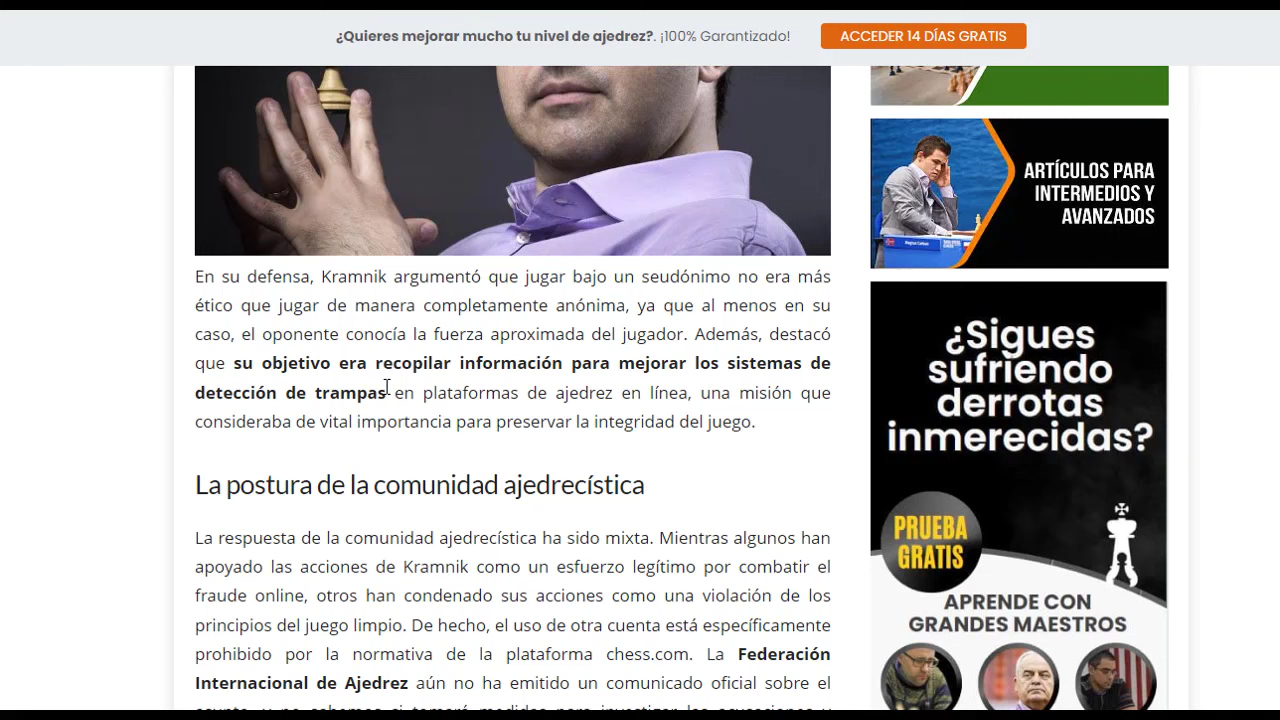 ¿Quieres mejorar mucho tu nivel de ajedrez?. ¡100% Garantizado!
ACCEDER 14 DÍAS GRATIS
En su defensa, Kramnik argumentó que jugar bajo un seudónimo no era más
ético que jugar de manera completamente anónima, ya que al menos en su
caso, el oponente conocía la fuerza aproximada del jugador. Además, destacó
que su objetivo era recopilar información para mejorar los sistemas de
detección de trampas en plataformas de ajedrez en línea, una misión que
consideraba de vital importancia para preservar la integridad del juego.
La postura de la comunidad ajedrecística
La respuesta de la comunidad ajedrecística ha sido mixta. Mientras algunos han
apoyado las acciones de Kramnik como un esfuerzo legítimo por combatir el
fraude online, otros han condenado sus acciones como una violación de los
principios del juego limpio. De hecho, el uso de otra cuenta está específicamente
prohibido por la normativa de la plataforma chess.com. La Federación
Internacional de Ajedrez aún no ha emitido un comunicado oficial sobre el
ARTÍCULOS PARA
INTERMEDIOS Y
AVANZADOS
¿Sigues
sufriendo
derrotas
inmerecidas?
PRUEBA
GRATIS
APRENDE CON
GRANDES MAESTROS